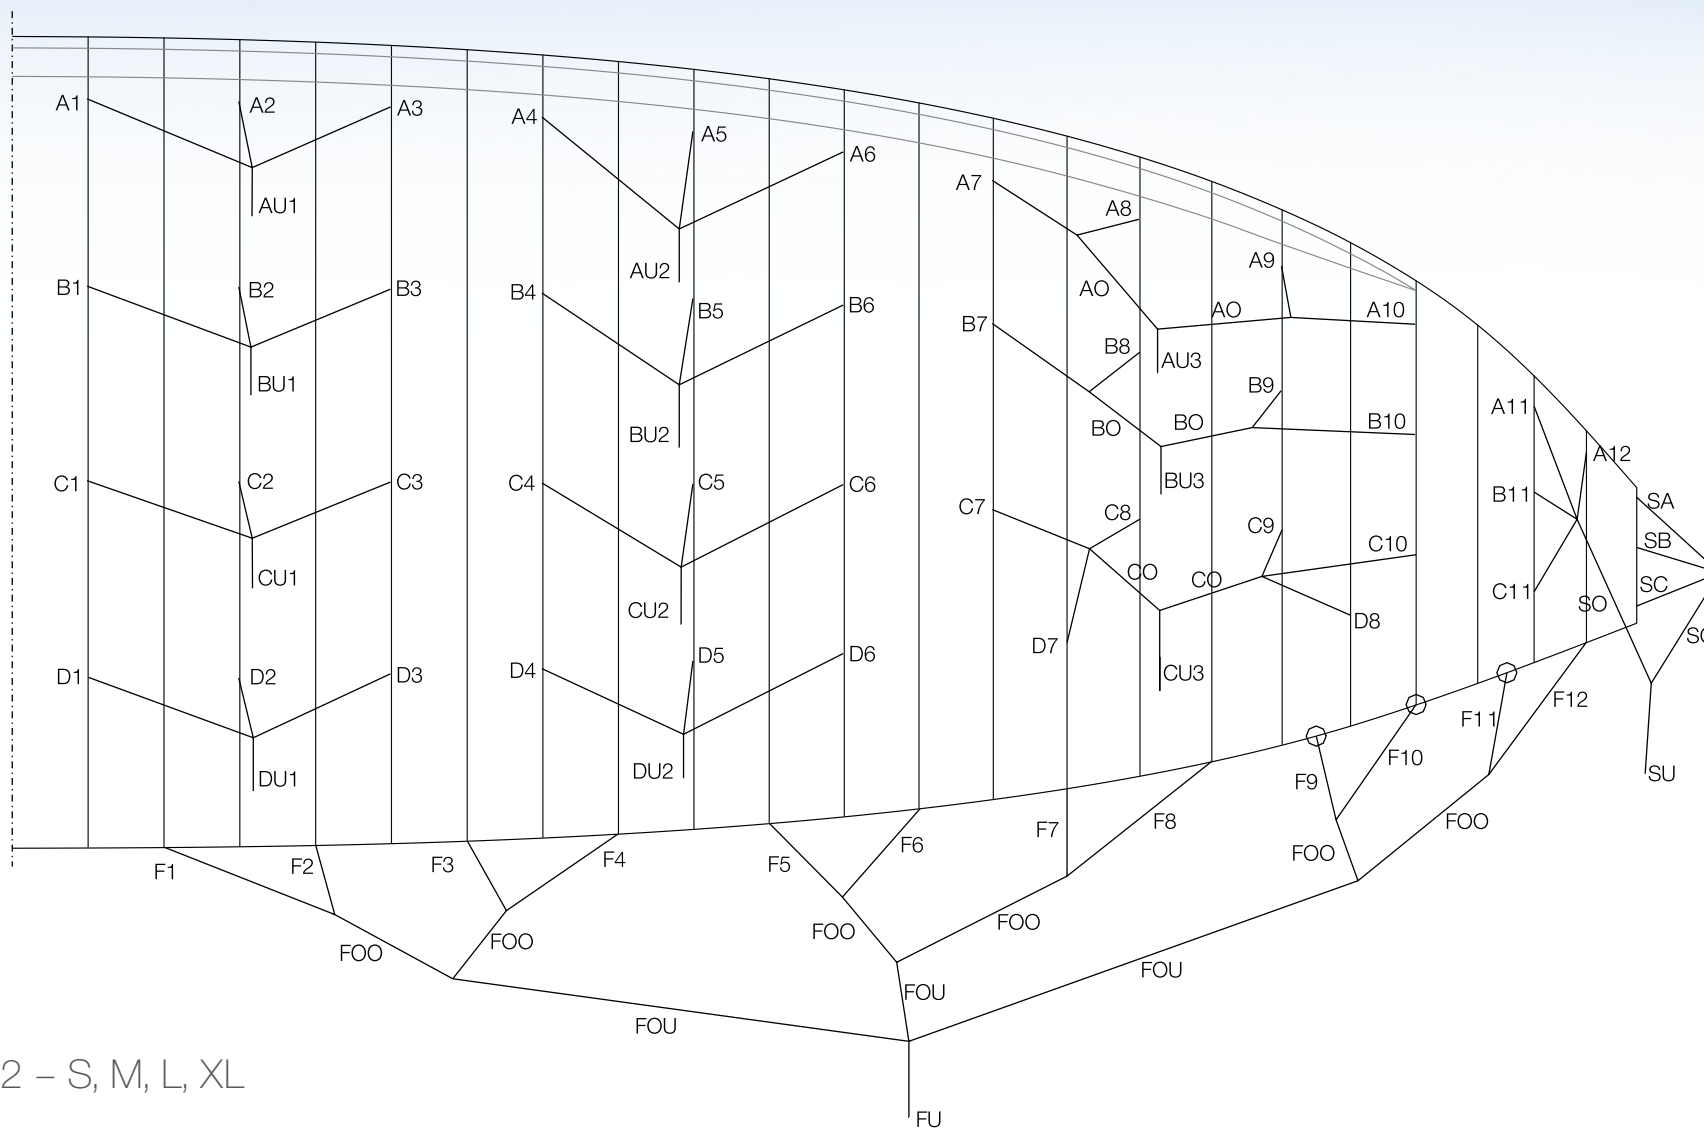 A1
A2
A3
A4
A5
A6
A7
A8
AU1
AU2
A9
AO
AO
A10
B1
B2
B3
B4
B5
B6
B7
B8
AU3
BU1
BU2
B9
BO
BO
B10
A11
A12
C1
C2
C3
C4
C5
C6
C7
C8
BU3
C9
C10
B11
SA
SB
SC
CU1
CU2
CO
CO
C11
SO
D1
D2
D3
D4
D5
D6
D7
D8
CU3
DU1
DU2
F1
F2
F3
F4
F5
F6
F7
F8
F9
F10
F11
F12
SU
FOO
FOO
FOO
FOO
FOO
FOO
FOU
FOU
FOU
2 – S, M, L, XL
FU